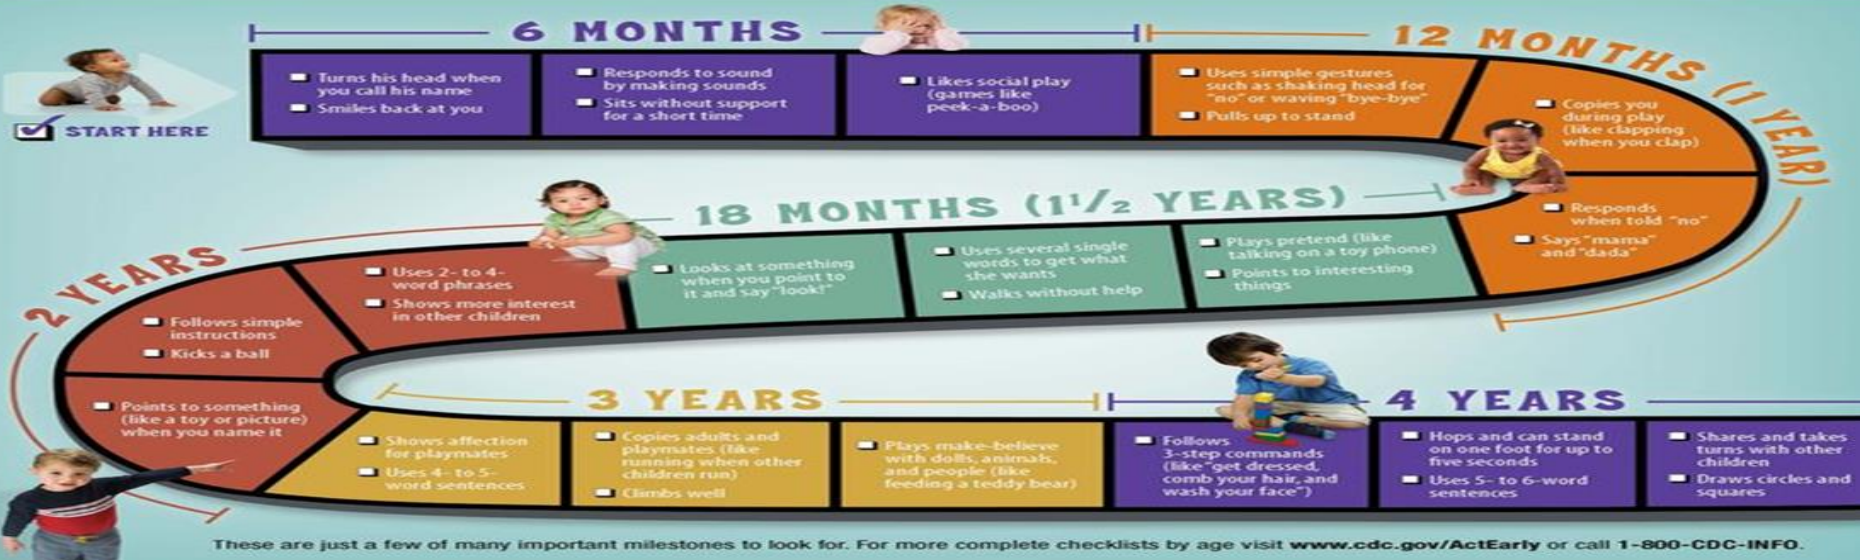 6 MONTHS
12 MONTHS (1 YEAR)
START HERE
Turns his head when
you call his name
Smiles back at you
Responds to sound
by making sounds
Sits without support
for a short time
Likes social play
(games like
peek-a-boo)
Uses simple gestures
such as shaking head for
"no" or waving "bye-bye"
Pulls up to stand
Copies you
during play
(like clapping
when you clap)
Responds
when told "no"
Says "mama"
and "dada"
18 MONTHS (1 1/2 YEARS)
Plays pretend (like
talking on a toy phone)
Points to interesting
things
Uses several single
words to get what
she wants
Walks without help
Looks at something
when you point to
it and say "look!"
2 YEARS
Uses 2- to 4-
word phrases
Shows more interest
in other children
Follows simple
instructions
Kicks a ball
Points to something
(like a toy or picture)
when you name it
3 YEARS
Shows affection
for playmates
Uses 4- to 5-
word sentences
Copies adults and
playmates (like
running when other
children run)
Climbs well
Plays make-believe
with dolls, animals,
and people (like
feeding a teddy bear)
4 YEARS
Follows
3-step commands
(like "get dressed,
comb your hair, and
wash your face")
Hops and can stand
on one foot for up to
five seconds
Uses 5- to 6-word
sentences
Shares and takes
turns with other
children
Draws circles and
squares
These are just a few of many important milestones to look for. For more complete checklists by age visit www.cdc.gov/ActEarly or call 1-800-CDC-INFO.